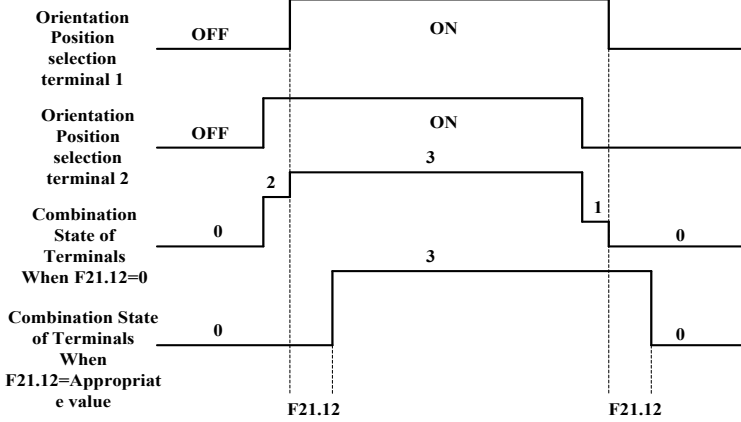 Orientation
Position
selection
terminal 1
OFF
ON
Orientation
Position
selection
terminal 2
OFF
ON
Combination
State of
Terminals
When F21.12=0
0
2
3
1
0
Combination State
of Terminals
When
F21.12=Appropriat
e value
0
3
0
F21.12
F21.12